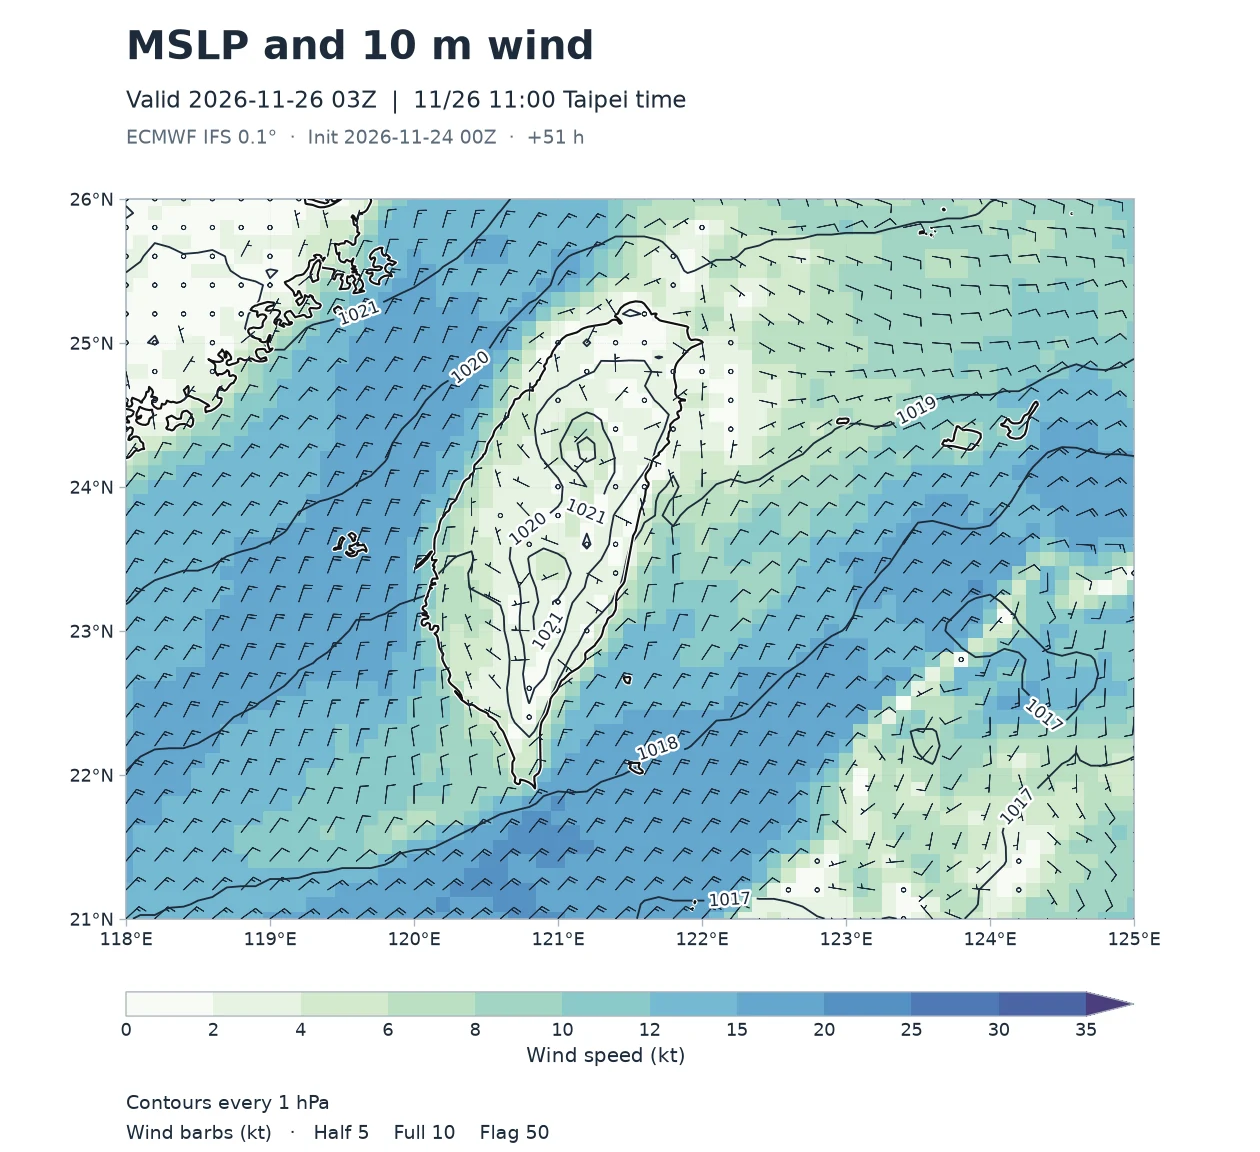 MSLP and 10 m wind
Valid 2026-11-26 03Z | 11/26 11:00 Taipei time
ECMWF IFS 0.1° · Init 2026-11-24 00Z · +51 h
26°N
25°N
24°N
23°N
22°N
21°N
1021
1020
1019
1020
1021
1021
1018
1017
1017
1017
118°E 119°E 120°E 121°E 122°E 123°E 124°E 125°E
0 2 4 6 8 10 12 15 20 25 30 35
Wind speed (kt)
Contours every 1 hPa
Wind barbs (kt) · Half 5 Full 10 Flag 50